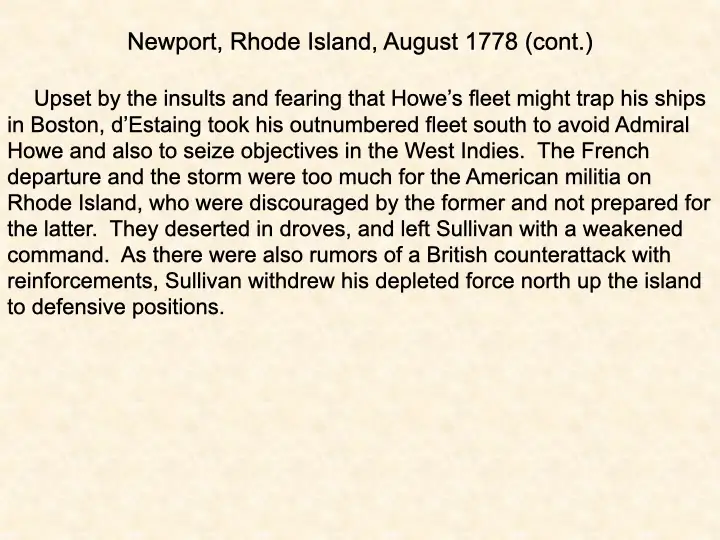 Newport, Rhode Island, August 1778 (cont.)
Upset by the insults and fearing that Howe’s fleet might trap his ships
in Boston, d’Estaing took his outnumbered fleet south to avoid Admiral
Howe and also to seize objectives in the West Indies.  The French
departure and the storm were too much for the American militia on
Rhode Island, who were discouraged by the former and not prepared for
the latter.  They deserted in droves, and left Sullivan with a weakened
command.  As there were also rumors of a British counterattack with
reinforcements, Sullivan withdrew his depleted force north up the island
to defensive positions.